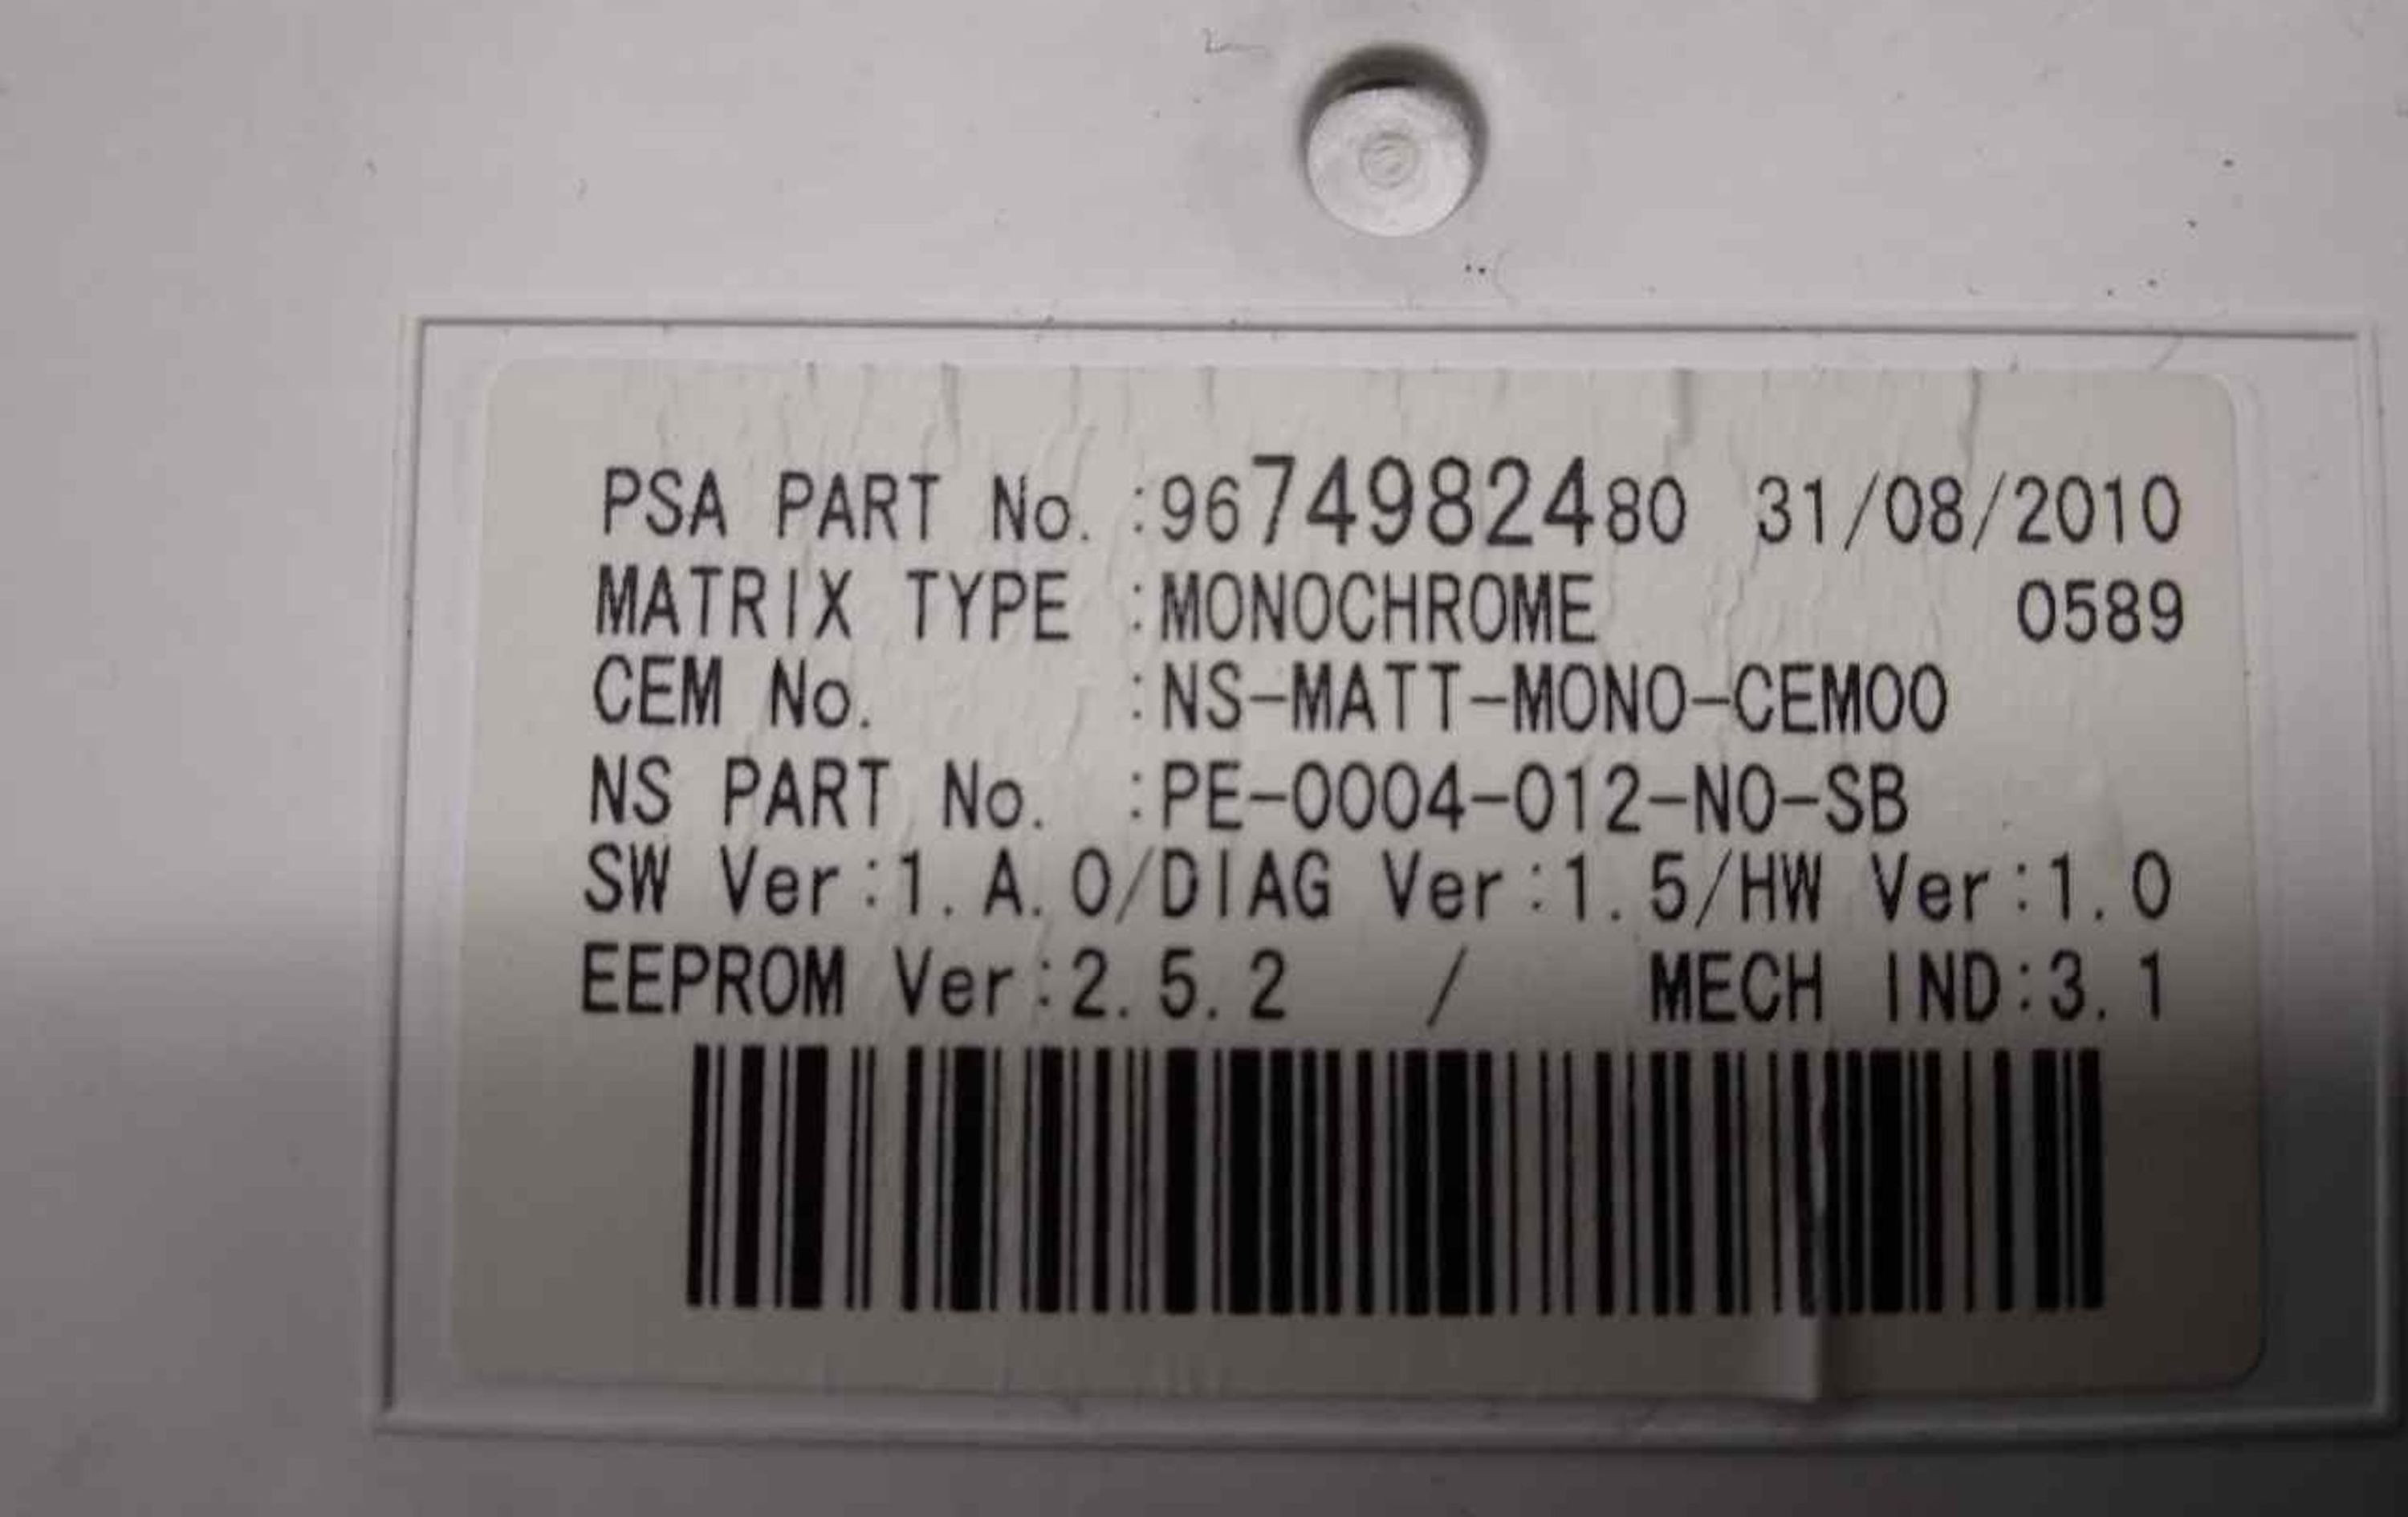 PSA PART No. :9674982480 31/08/2010
MATRIX TYPE :MONOCHROME 0589
CEM No. :NS-MATT-MONO-CEM00
NS PART No. :PE-0004-012-NO-SB
SW Ver:1.A.0/DIAG Ver:1.5/HW Ver:1.0
EEPROM Ver:2.5.2 / MECH IND:3.1